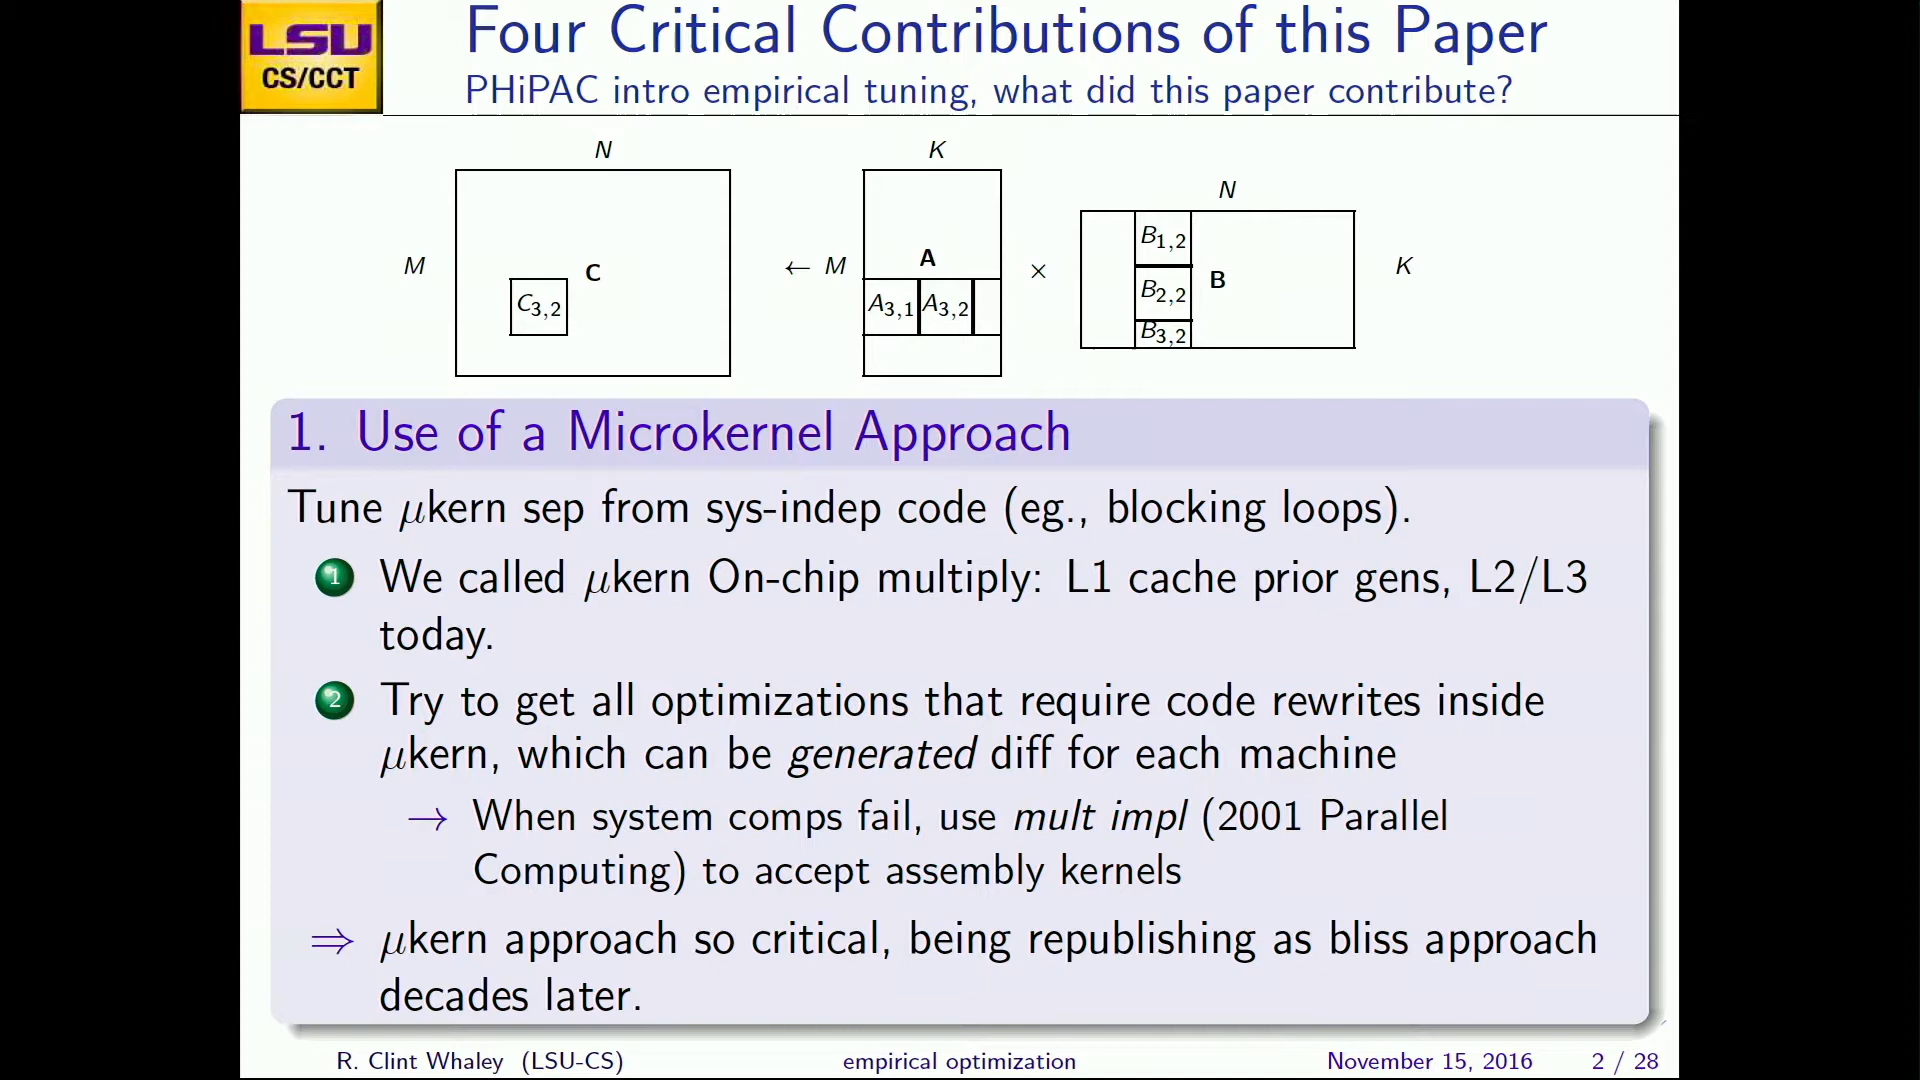 LSU
CS/CCT
Four Critical Contributions of this Paper
PHiPAC intro empirical tuning, what did this paper contribute?
N
M
C
C3,2
← M
K
A
A3,1 A3,2
×
N
B1,2
B2,2
B3,2
B
K
1. Use of a Microkernel Approach
Tune μkern sep from sys-indep code (eg., blocking loops).
1 We called μkern On-chip multiply: L1 cache prior gens, L2/L3
today.
2 Try to get all optimizations that require code rewrites inside
μkern, which can be generated diff for each machine
→ When system comps fail, use mult impl (2001 Parallel
Computing) to accept assembly kernels
⇒ μkern approach so critical, being republishing as bliss approach
decades later.
R. Clint Whaley (LSU-CS) empirical optimization November 15, 2016 2 / 28